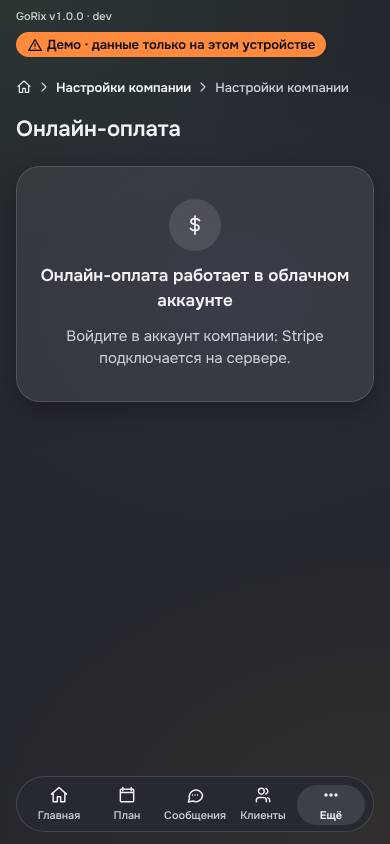 GoRix v1.0.0 · dev
Демо · данные только на этом устройстве
Настройки компании Настройки компании
Онлайн-оплата
$
Онлайн-оплата работает в облачном
аккаунте
Войдите в аккаунт компании: Stripe
подключается на сервере.
Главная План Сообщения Клиенты Ещё